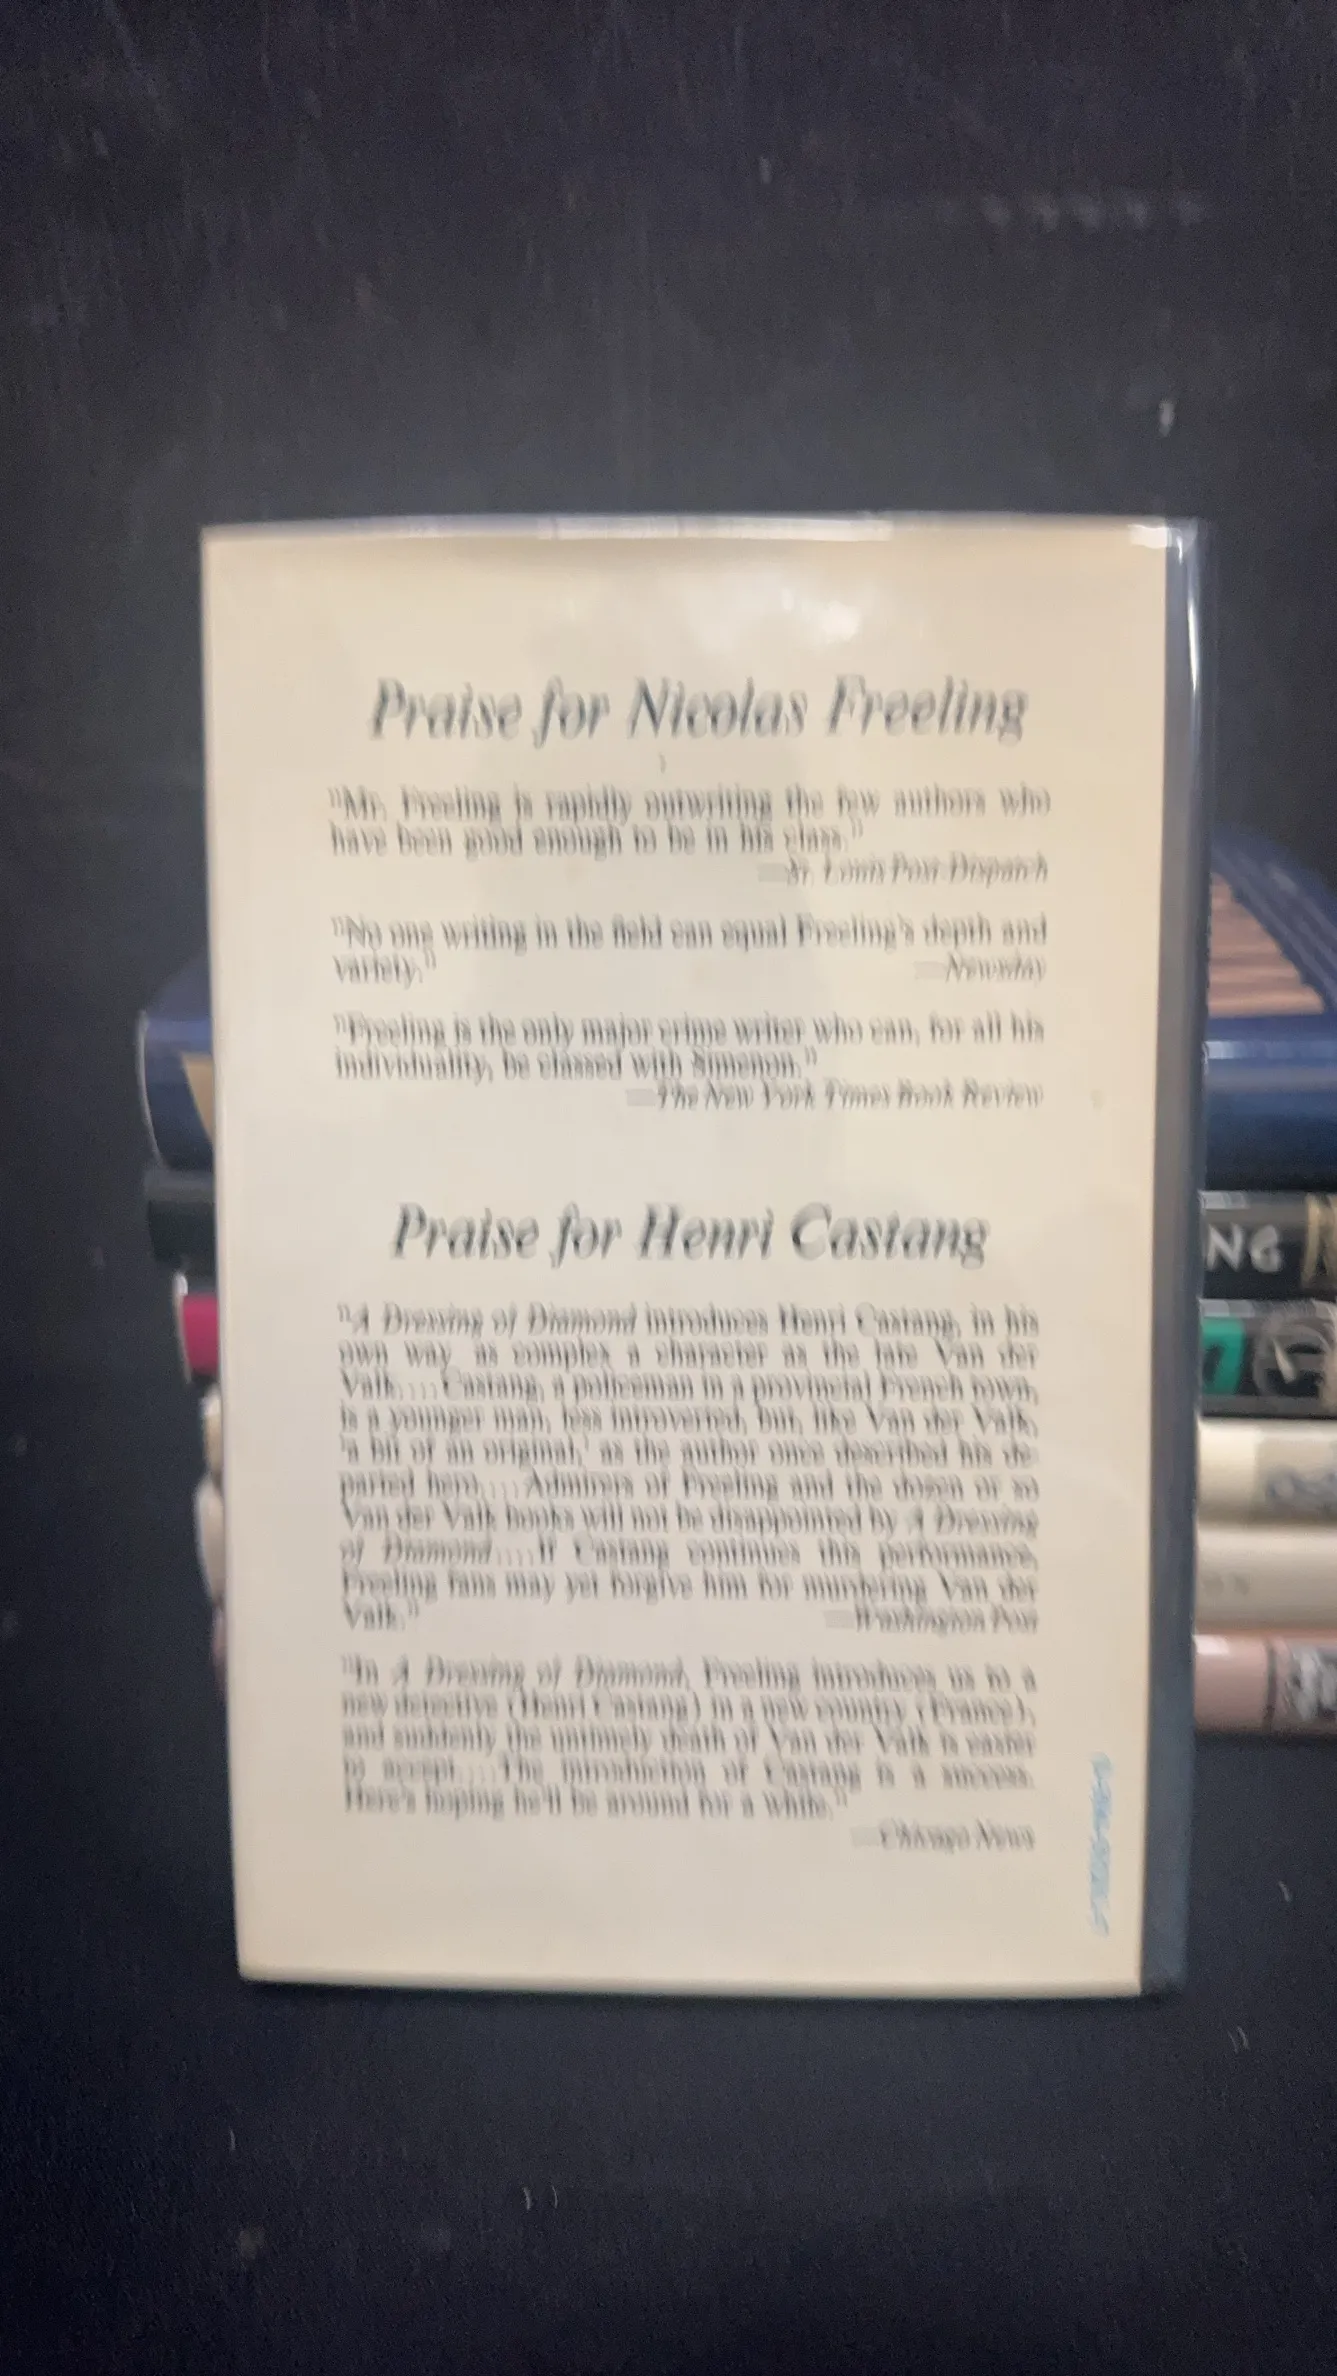 Praise for Nicolas Freeling
"Mr. Freeling is rapidly outwriting the few authors who
have been good enough to be in his class."
—St. Louis Post-Dispatch
"No one writing in the field can equal Freeling's depth and
variety."
—Newsday
"Freeling is the only major crime writer who can, for all his
individuality, be classed with Simenon."
—The New York Times Book Review
Praise for Henri Castang
"A Dressing of Diamond introduces Henri Castang, in his
own way as complex a character as the late Van der
Valk.... Castang, a policeman in a provincial French town,
is a younger man, less introverted, but, like Van der Valk,
'a bit of an original,' as the author once described his de-
parted hero.... Admirers of Freeling and the dozen or so
Van der Valk books will not be disappointed by A Dressing
of Diamond.... If Castang continues this performance,
Freeling fans may yet forgive him for murdering Van der
Valk."
—Washington Post
"In A Dressing of Diamond, Freeling introduces us to a
new detective (Henri Castang) in a new country (France),
and suddenly the untimely death of Van der Valk is easier
to accept.... The introduction of Castang is a success.
Here's hoping he'll be around for a while."
—Chicago News
NG